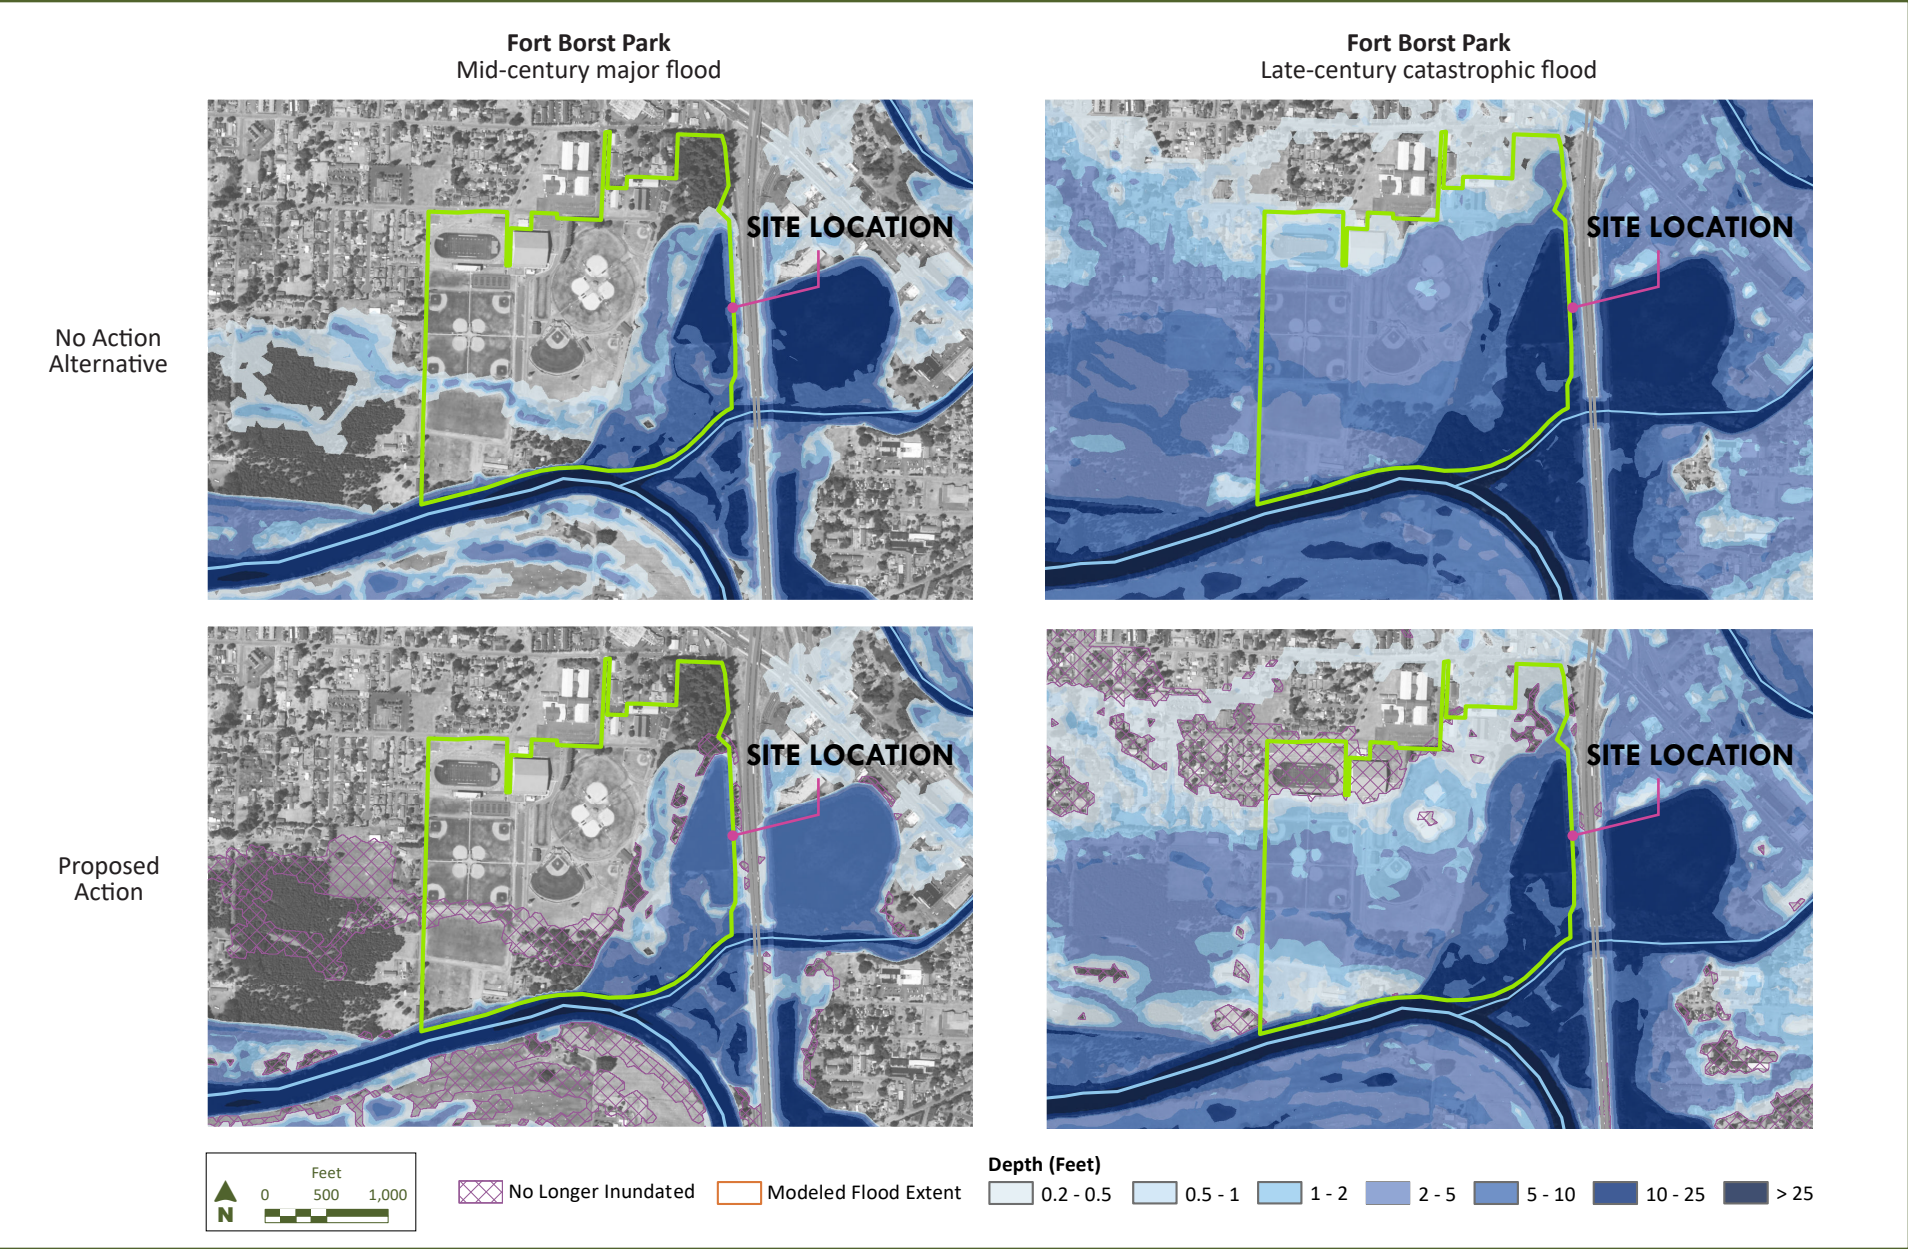 Fort Borst Park
Mid-century major flood
Fort Borst Park
Late-century catastrophic flood
No Action
Alternative
SITE LOCATION
SITE LOCATION
Proposed
Action
SITE LOCATION
SITE LOCATION
Feet
0 500 1,000
N
No Longer Inundated
Modeled Flood Extent
Depth (Feet)
0.2 - 0.5
0.5 - 1
1 - 2
2 - 5
5 - 10
10 - 25
> 25